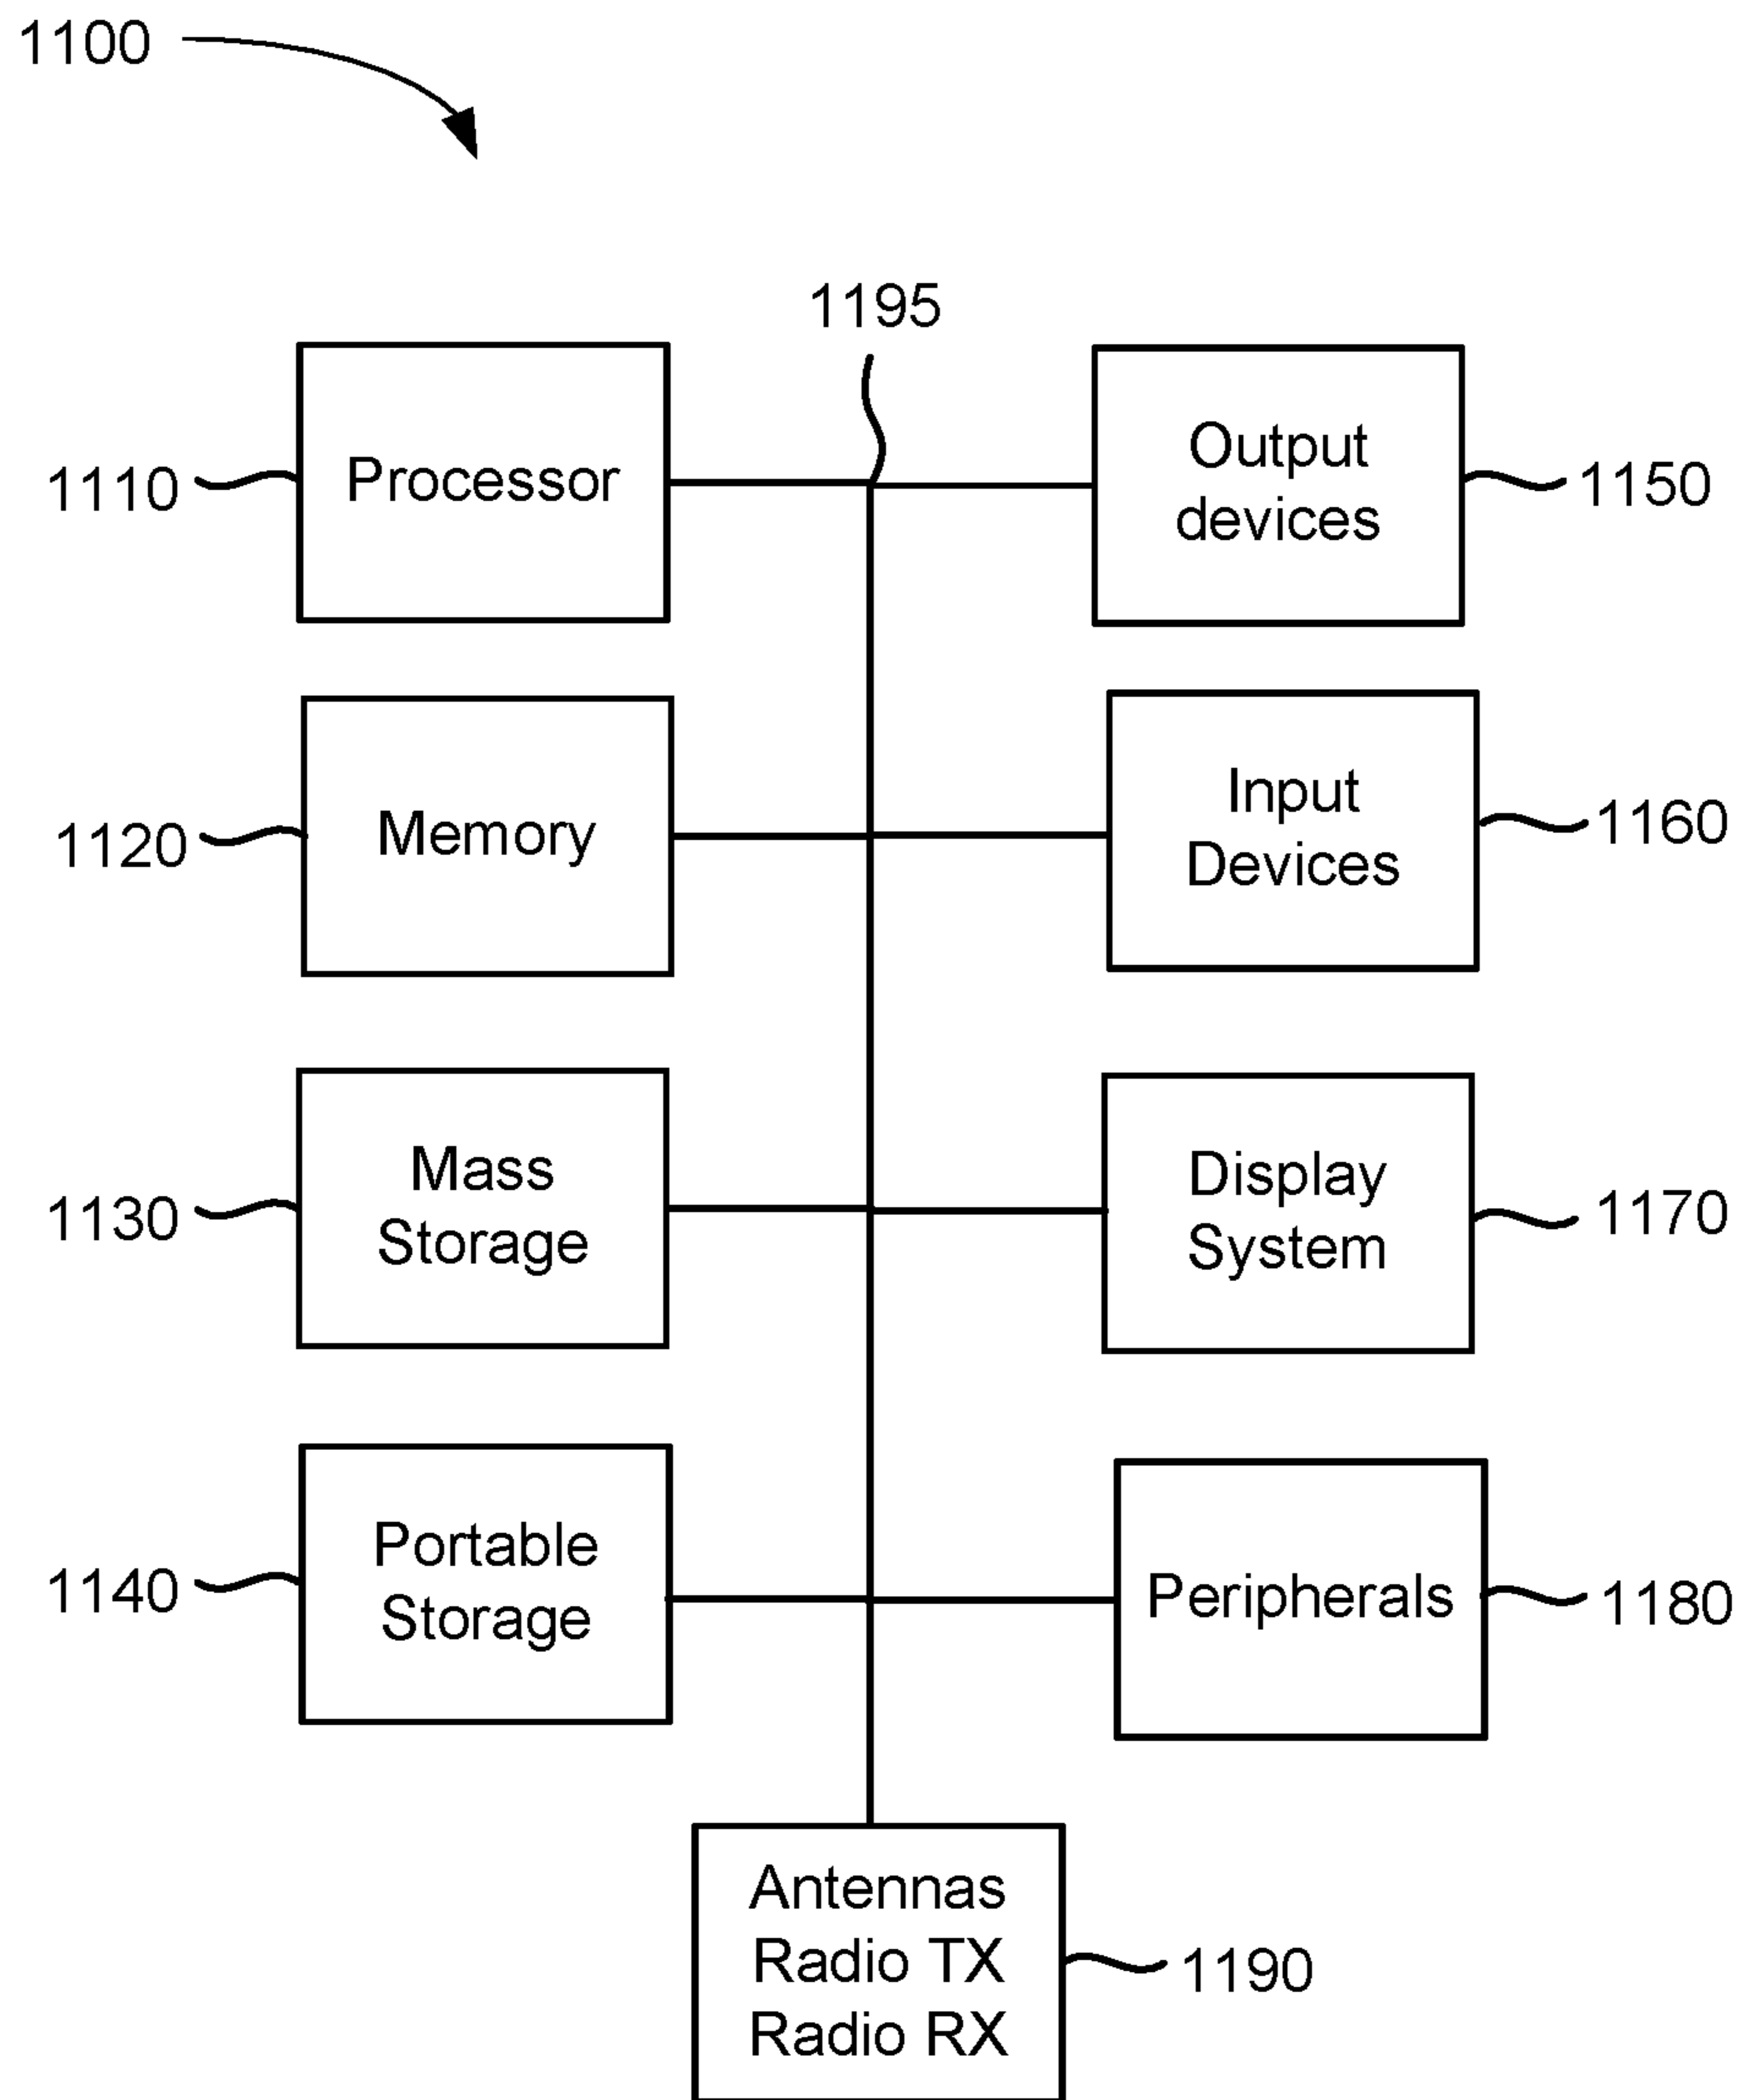 1100
1195
1110
Processor
Output
devices
1150
1120
Memory
Input
Devices
1160
1130
Mass
Storage
Display
System
1170
1140
Portable
Storage
Peripherals
1180
Antennas
Radio TX
Radio RX
1190